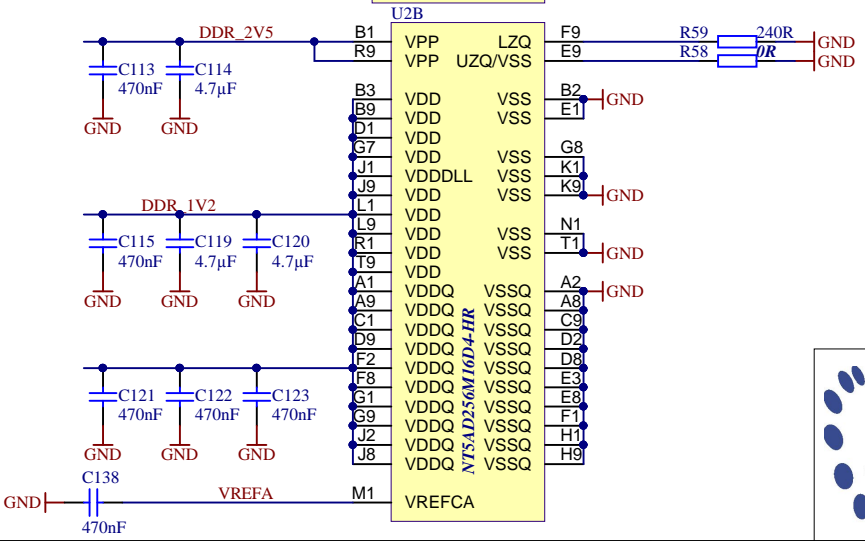 U2B
DDR_2V5
B1 VPP LZQ F9 R59 240R GND
R9 VPP UZQ/VSS E9 R58 0R GND
C113 C114
470nF 4.7µF
GND GND
B3 VDD VSS B2 GND
B9 VDD VSS E1
D1 VDD
G7 VDD VSS G8
J1 VDDDLL VSS K1
J9 VDD VSS K9 GND
DDR_1V2
L1 VDD
L9 VDD VSS N1
R1 VDD VSS T1 GND
T9 VDD
C115 C119 C120
470nF 4.7µF 4.7µF
GND GND GND
A1 VDDQ VSSQ A2 GND
A9 VDDQ VSSQ A8
C1 VDDQ VSSQ C9
D9 VDDQ VSSQ D2
F2 VDDQ VSSQ D8
F8 VDDQ VSSQ E3
G1 VDDQ VSSQ E8
G9 VDDQ VSSQ F1
J2 VDDQ VSSQ H1
J8 VDDQ VSSQ H9
NT5AD256M16D4-HR
C121 C122 C123
470nF 470nF 470nF
GND GND GND
C138
GND VREFA M1 VREFCA
470nF